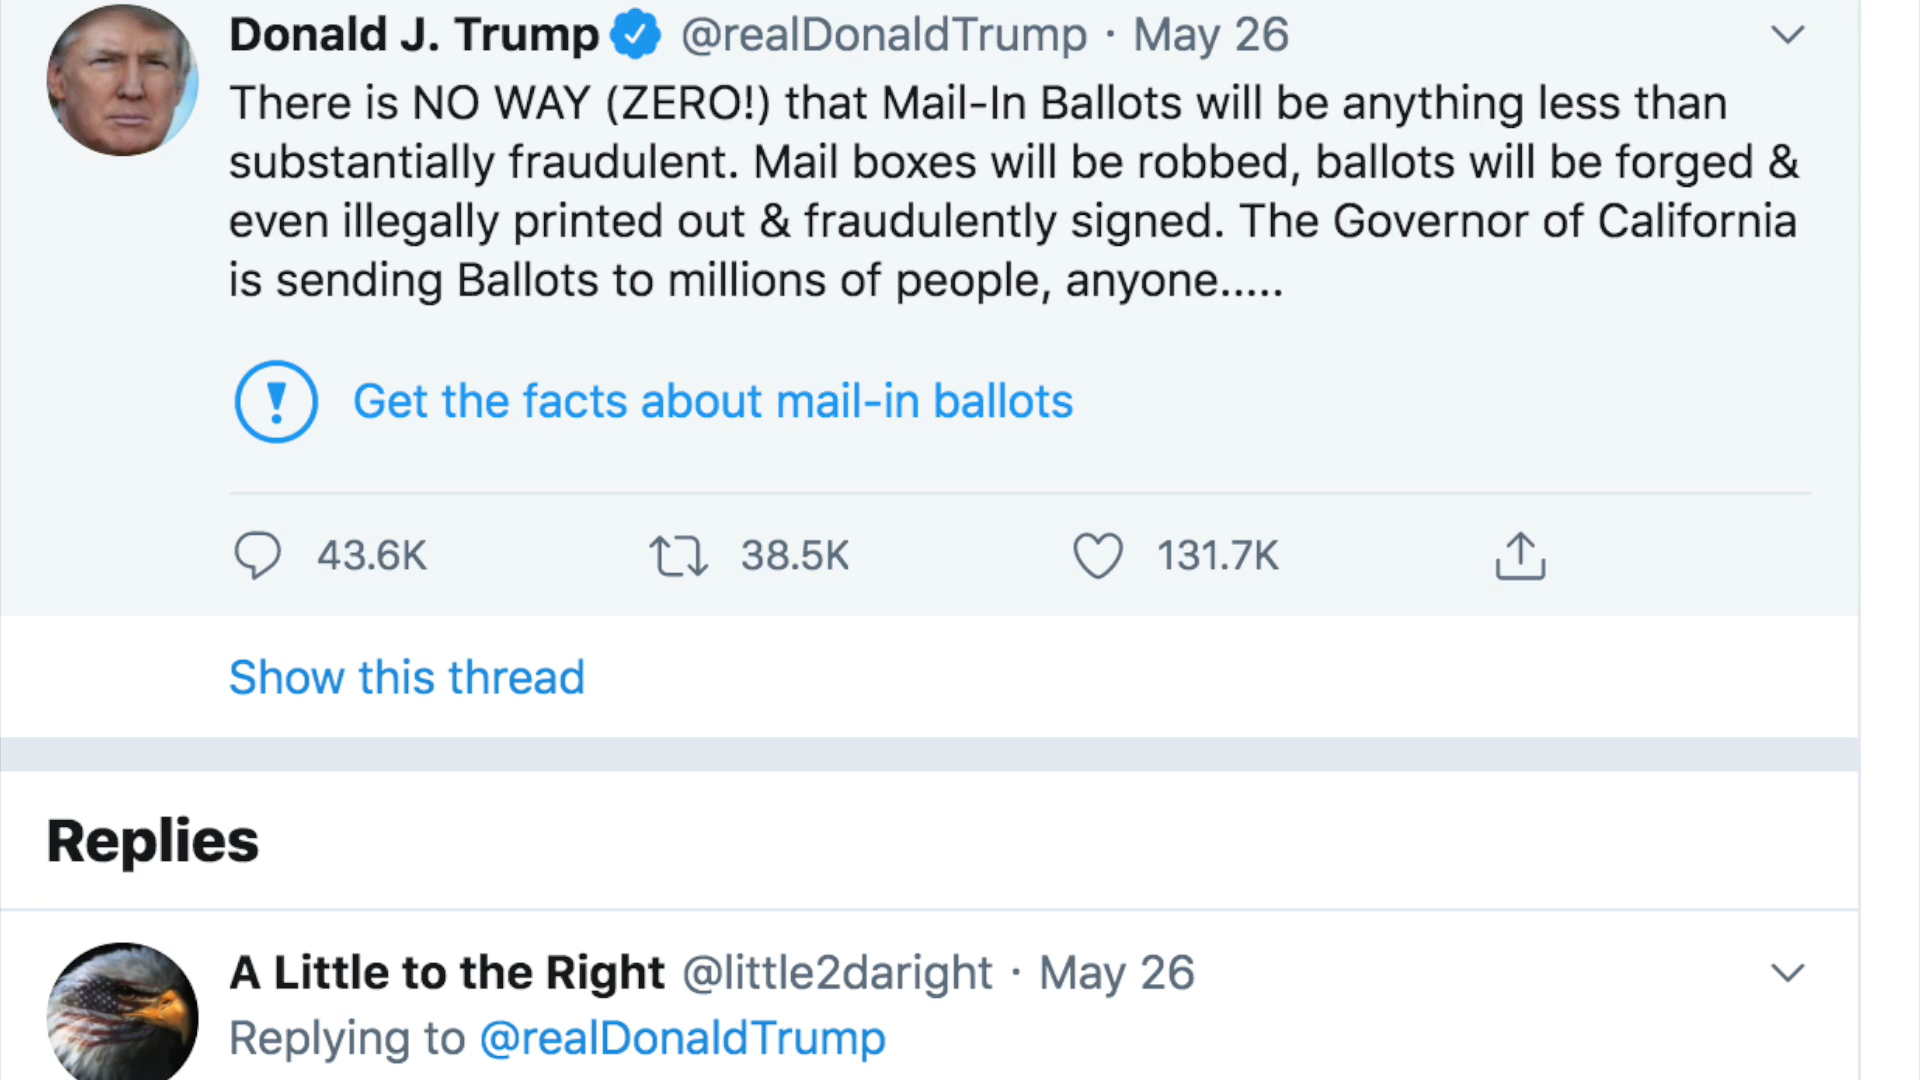 Donald J. Trump @realDonaldTrump · May 26
There is NO WAY (ZERO!) that Mail-In Ballots will be anything less than
substantially fraudulent. Mail boxes will be robbed, ballots will be forged &
even illegally printed out & fraudulently signed. The Governor of California
is sending Ballots to millions of people, anyone.....
Get the facts about mail-in ballots
43.6K 38.5K 131.7K
Show this thread
Replies
A Little to the Right @little2daright · May 26
Replying to @realDonaldTrump